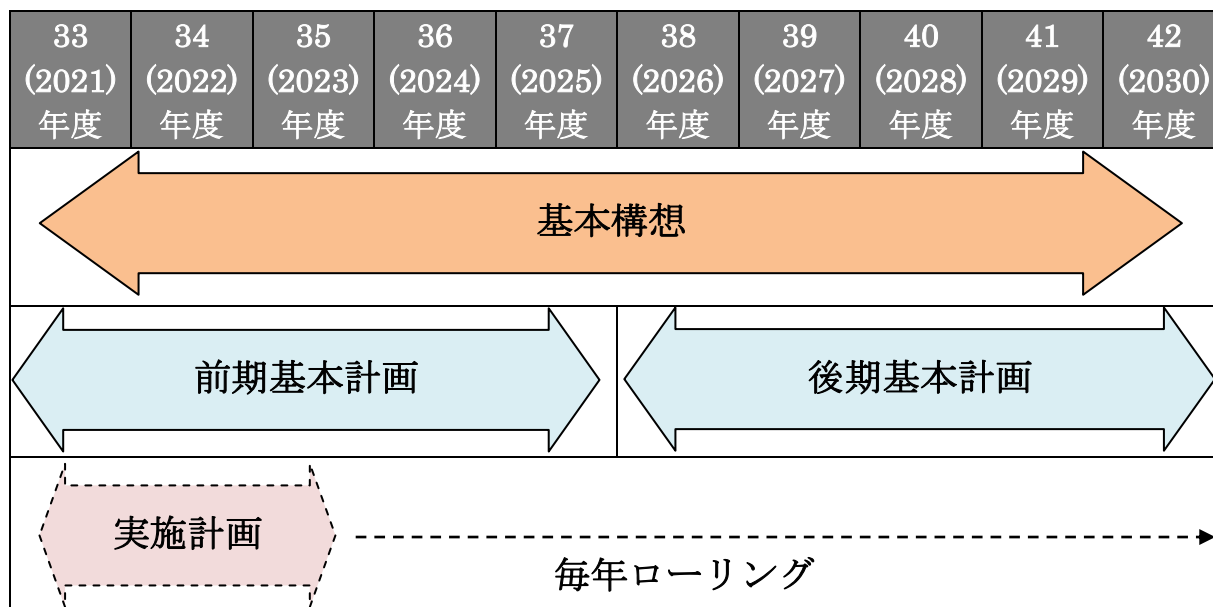 33
(2021)
年度
34
(2022)
年度
35
(2023)
年度
36
(2024)
年度
37
(2025)
年度
38
(2026)
年度
39
(2027)
年度
40
(2028)
年度
41
(2029)
年度
42
(2030)
年度
基本構想
前期基本計画
後期基本計画
実施計画
毎年ローリング